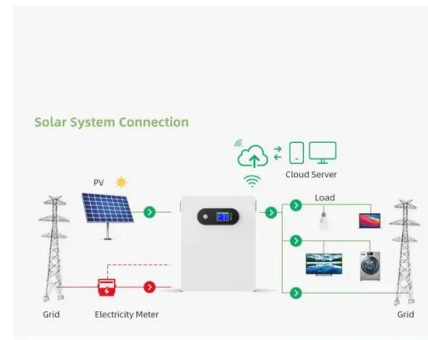 Solar System Connection
Cloud Server
PV
Load
Grid
Electricity Meter
Grid